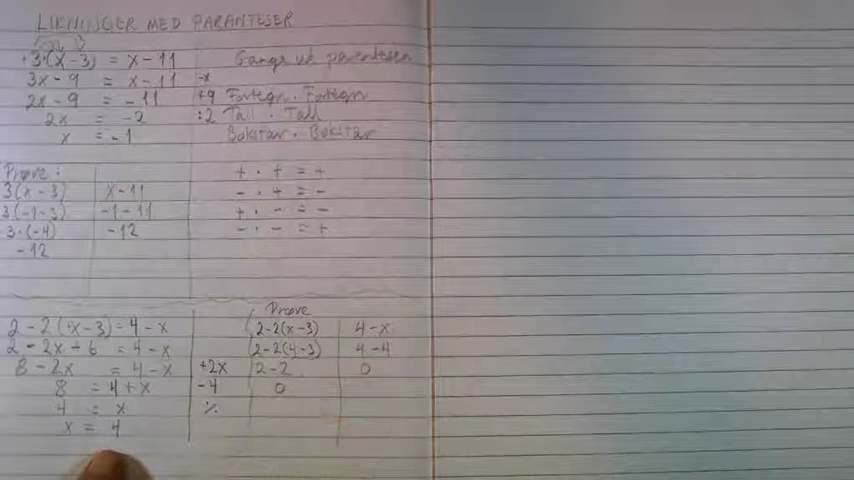 LIKNINGER MED PARANTESER
+3·(x-3) = x-11 Gange ut parentesen
3x-9 = x-11 -x
2x-9 = -11 +9 Fortegn · Fortegn
2x = -2 :2 Tall · Tall
x = -1 Bokstav · Bokstav
Prøve:
3(x-3) x-11
3(-1-3) -1-11
3·(-4) -12
-12
+ · + = +
- · + = -
+ · - = -
- · - = +
2-2(x-3)=4-x
2-2x+6 = 4-x
8-2x = 4-x +2x
8 = 4+x -4
4 = x
x = 4
Prøve
2-2(x-3) 4-x
2-2(4-3) 4-4
2-2 0
0